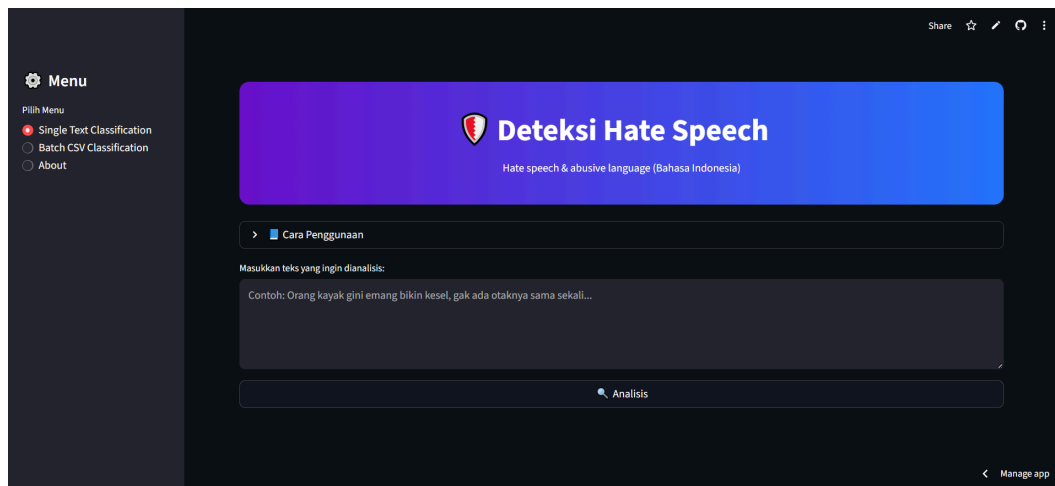 Share
Menu
Pilih Menu
Single Text Classification
Batch CSV Classification
About
Deteksi Hate Speech
Hate speech & abusive language (Bahasa Indonesia)
Cara Penggunaan
Masukkan teks yang ingin dianalisis:
Contoh: Orang kayak gini emang bikin kesel, gak ada otaknya sama sekali...
Analisis
Manage app